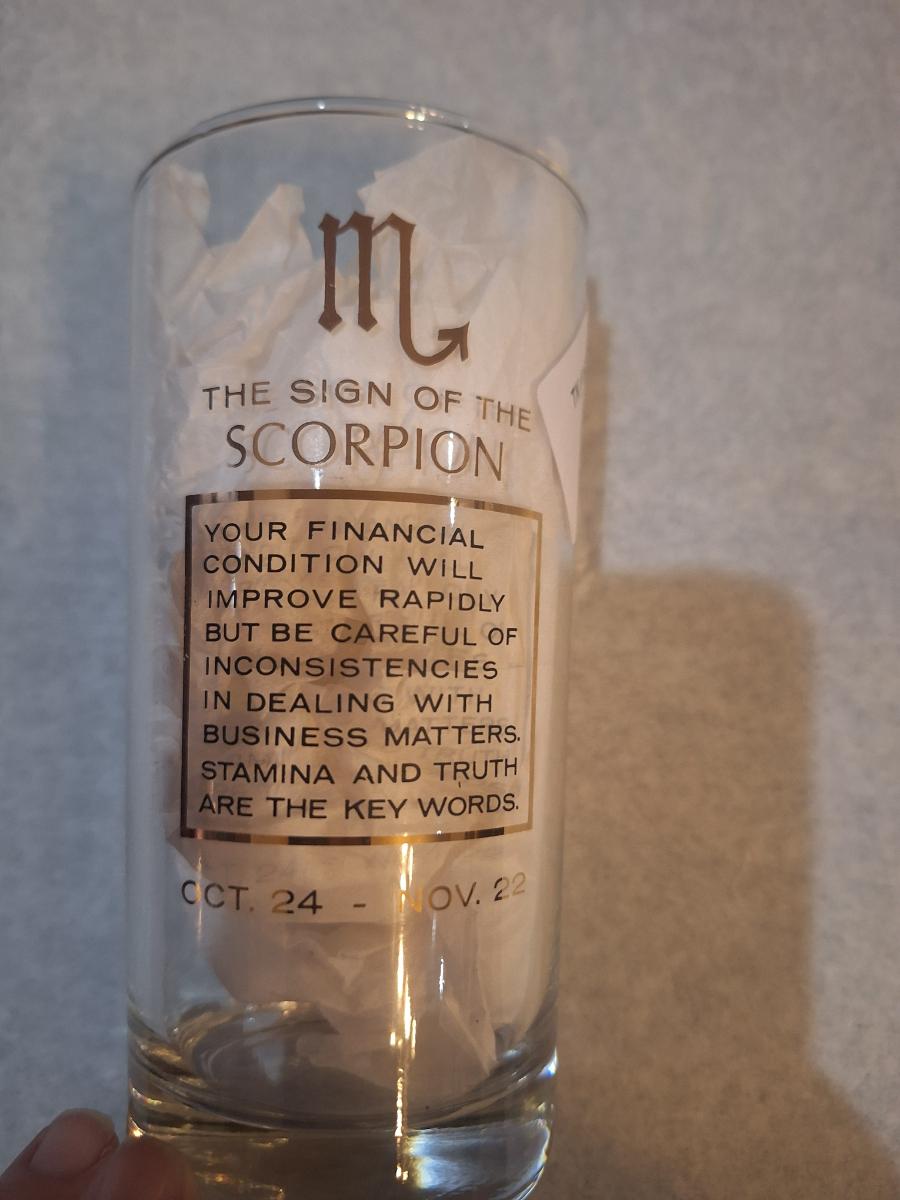 THE SIGN OF THE
SCORPION
YOUR FINANCIAL
CONDITION WILL
IMPROVE RAPIDLY
BUT BE CAREFUL OF
INCONSISTENCIES
IN DEALING WITH
BUSINESS MATTERS.
STAMINA AND TRUTH
ARE THE KEY WORDS.
OCT. 24 - NOV. 22